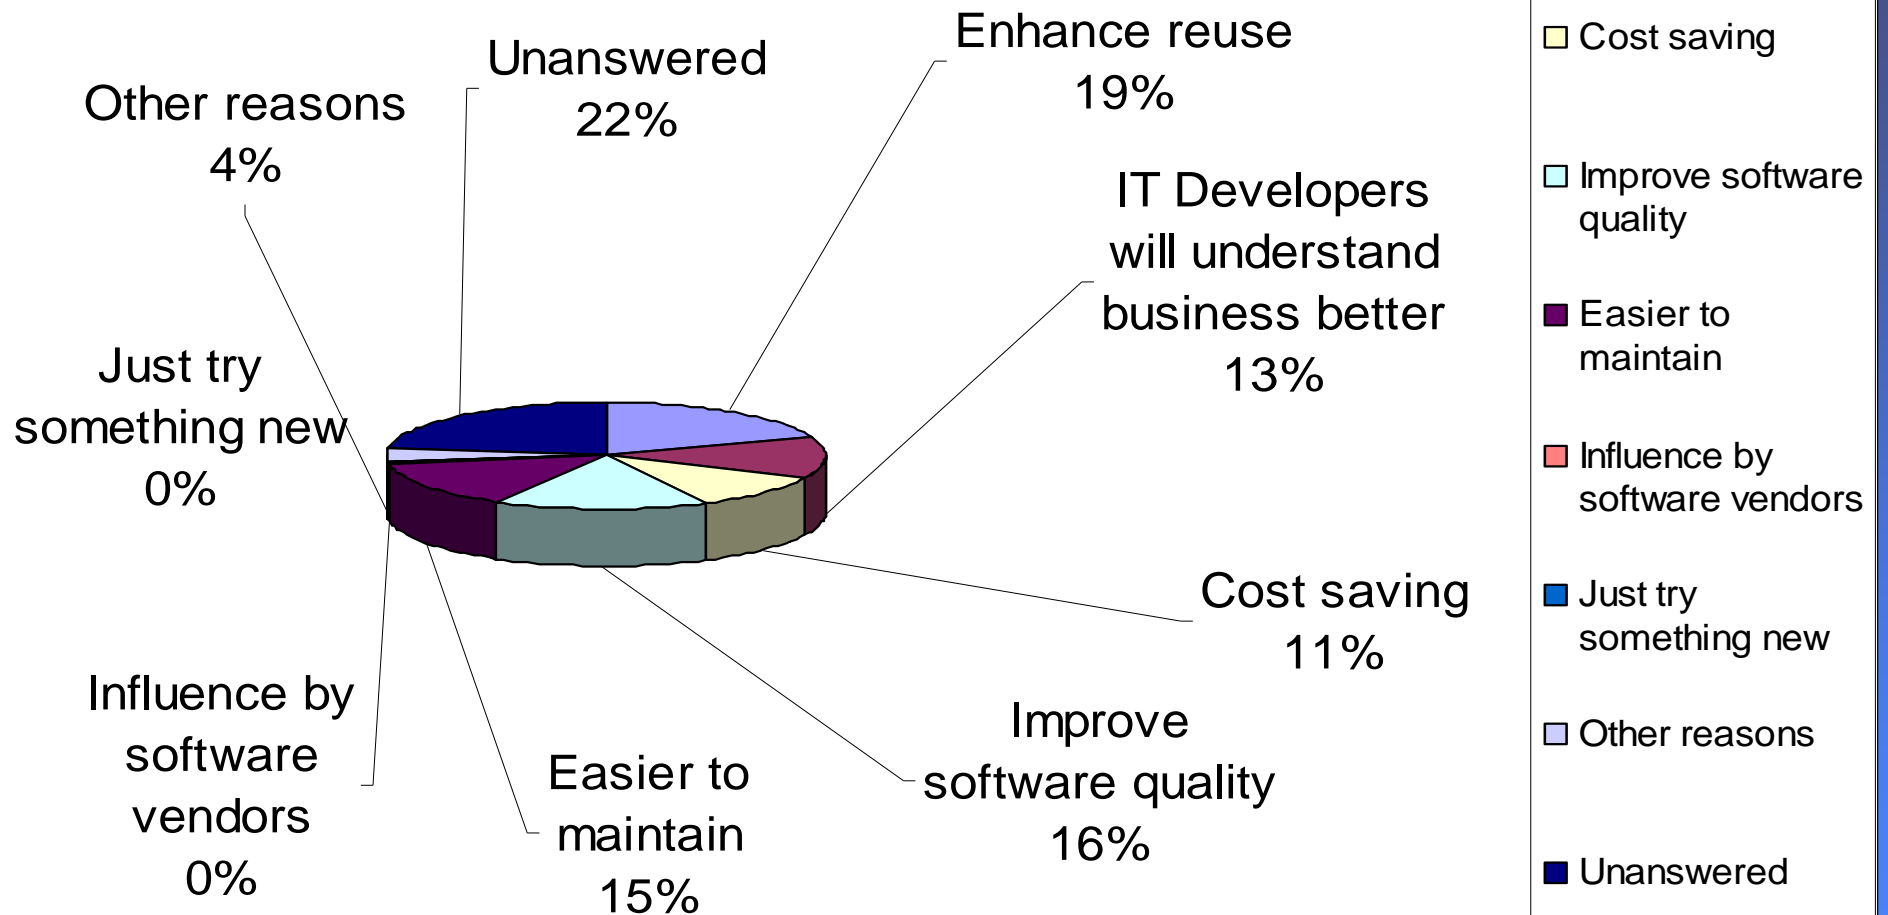 Enhance reuse
19%
IT Developers
will understand
business better
13%
Cost saving
11%
Improve
software quality
16%
Easier to
maintain
15%
Influence by
software
vendors
0%
Just try
something new
0%
Other reasons
4%
Unanswered
22%
Cost saving
Improve software
quality
Easier to
maintain
Influence by
software vendors
Just try
something new
Other reasons
Unanswered